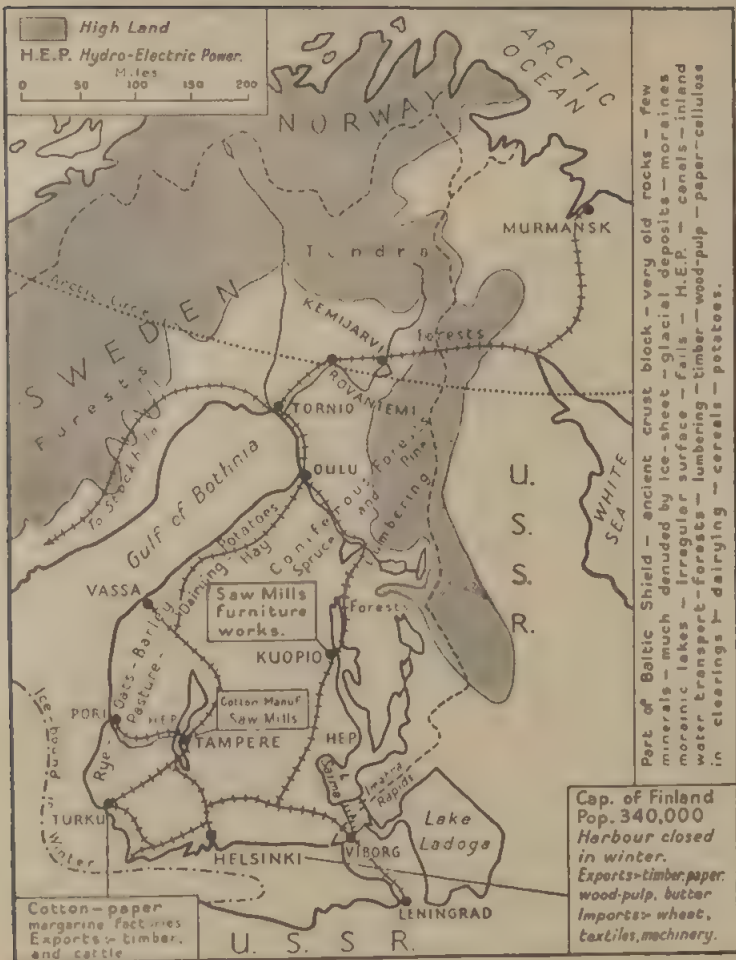 High Land
H.E.P. Hydro-Electric Power.
Miles
0 50 100 150 200
ARCTIC
OCEAN
NORWAY
MURMANSK
Tundra
Arctic Circle
SWEDEN
Forests
KEMIJARVI
Forests
ROVANIEMI
TORNIO
To Stockholm
Gulf of Bothnia
OULU
WHITE
SEA
U.
S.
S.
R.
Coniferous Forests
Spruce and Pine
Lumbering
Potatoes
Dairying Hay
VASSA
Saw Mills
Furniture
works.
Forests
KUOPIO
Oats-Barley
Pasture-
Rye-
PORI
H.E.P.
Cotton Manuf.
Saw Mills
TAMPERE
HEP
Saima
Imatra
Rapids
Lake
Ladoga
Ice-bound
Winter
TURKU
HELSINKI
VIBORG
LENINGRAD
U. S. S. R.
Cotton-paper
margarine factories
Exports:- timber,
and cattle
Cap. of Finland
Pop. 340,000
Harbour closed
in winter.
Exports:- timber, paper
wood-pulp, butter
Imports:- wheat,
textiles, machinery.
Part of Baltic Shield - ancient crust block - very old rocks - few
minerals - much denuded by ice-sheet - glacial deposits - moraines
morainic lakes - irregular surface - falls - H.E.P. - canals - inland
water transport - forests - lumbering - timber - wood-pulp - paper-cellulose
in clearings :- dairying - cereals - potatoes.